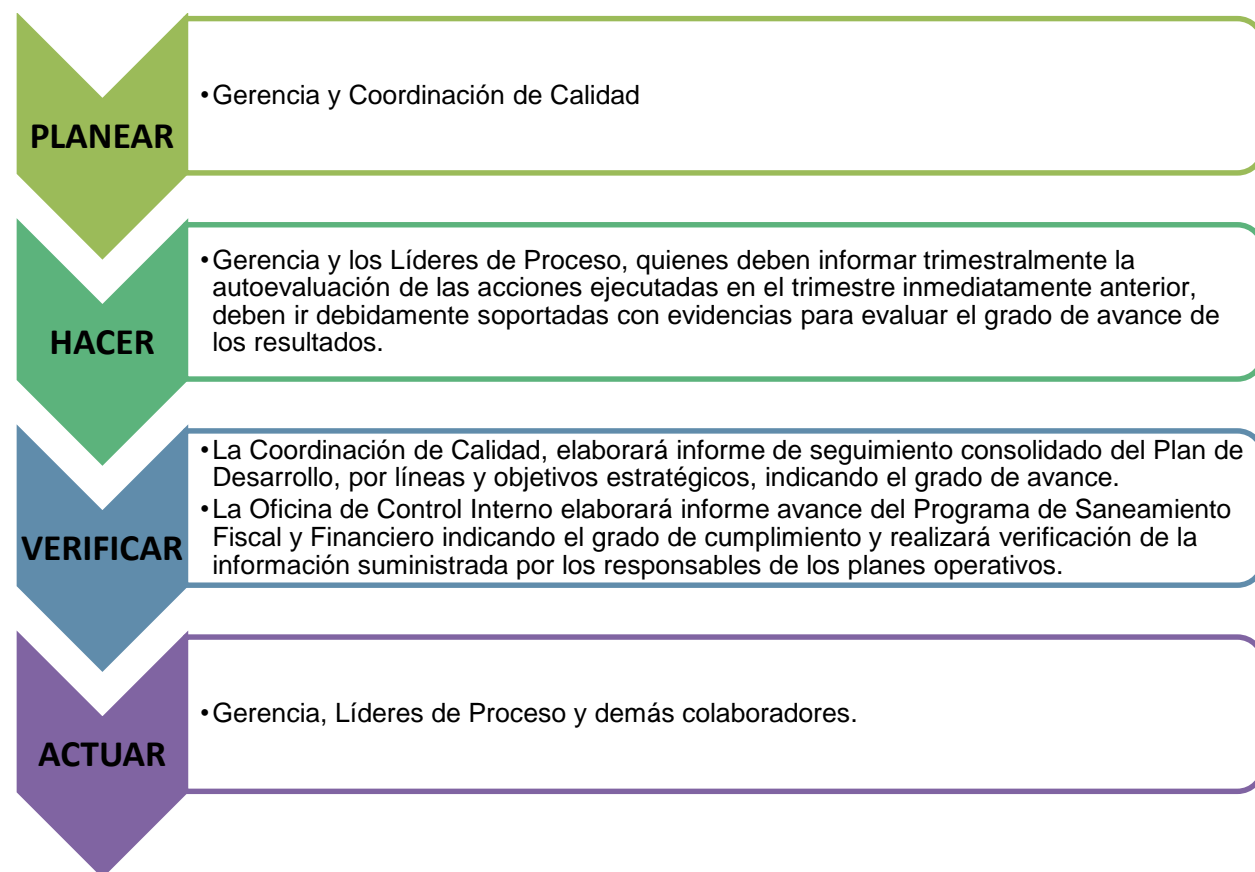 PLANEAR
•Gerencia y Coordinación de Calidad
HACER
•Gerencia y los Líderes de Proceso, quienes deben informar trimestralmente la
autoevaluación de las acciones ejecutadas en el trimestre inmediatamente anterior,
deben ir debidamente soportadas con evidencias para evaluar el grado de avance de
los resultados.
VERIFICAR
•La Coordinación de Calidad, elaborará informe de seguimiento consolidado del Plan de
Desarrollo, por líneas y objetivos estratégicos, indicando el grado de avance.
•La Oficina de Control Interno elaborará informe avance del Programa de Saneamiento
Fiscal y Financiero indicando el grado de cumplimiento y realizará verificación de la
información suministrada por los responsables de los planes operativos.
ACTUAR
•Gerencia, Líderes de Proceso y demás colaboradores.